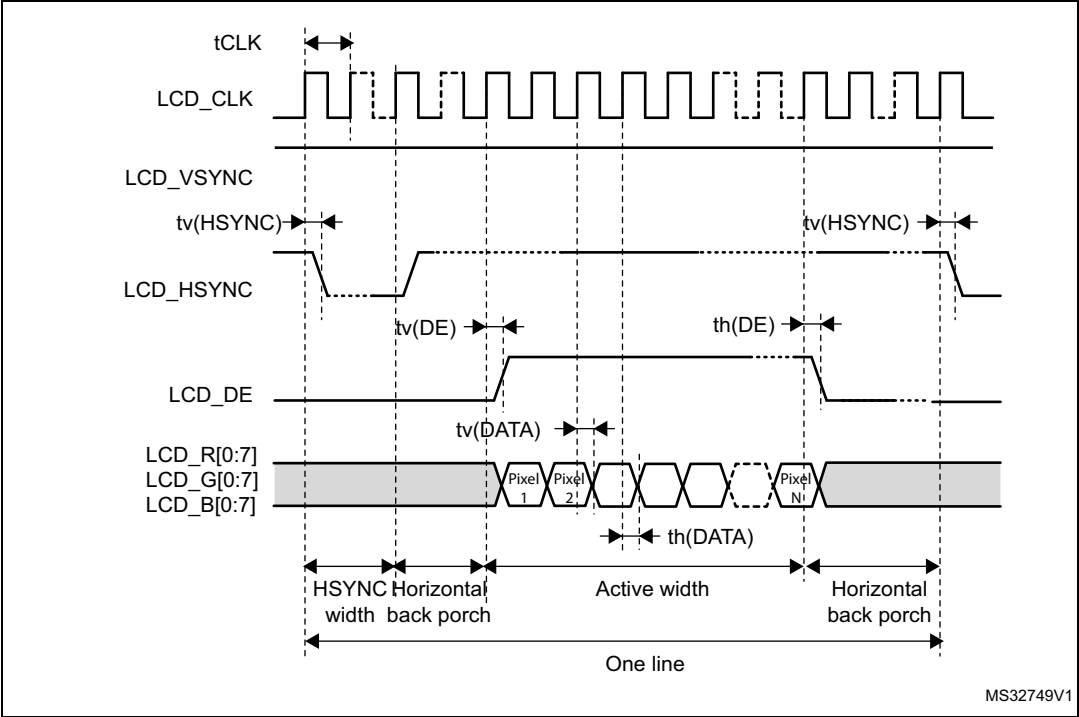 tCLK
LCD_CLK
LCD_VSYNC
tv(HSYNC)
tv(HSYNC)
LCD_HSYNC
tv(DE)
th(DE)
LCD_DE
tv(DATA)
LCD_R[0:7]
LCD_G[0:7]
LCD_B[0:7]
Pixel
1
Pixel
2
Pixel
N
th(DATA)
HSYNC
width
Horizontal
back porch
Active width
Horizontal
back porch
One line
MS32749V1